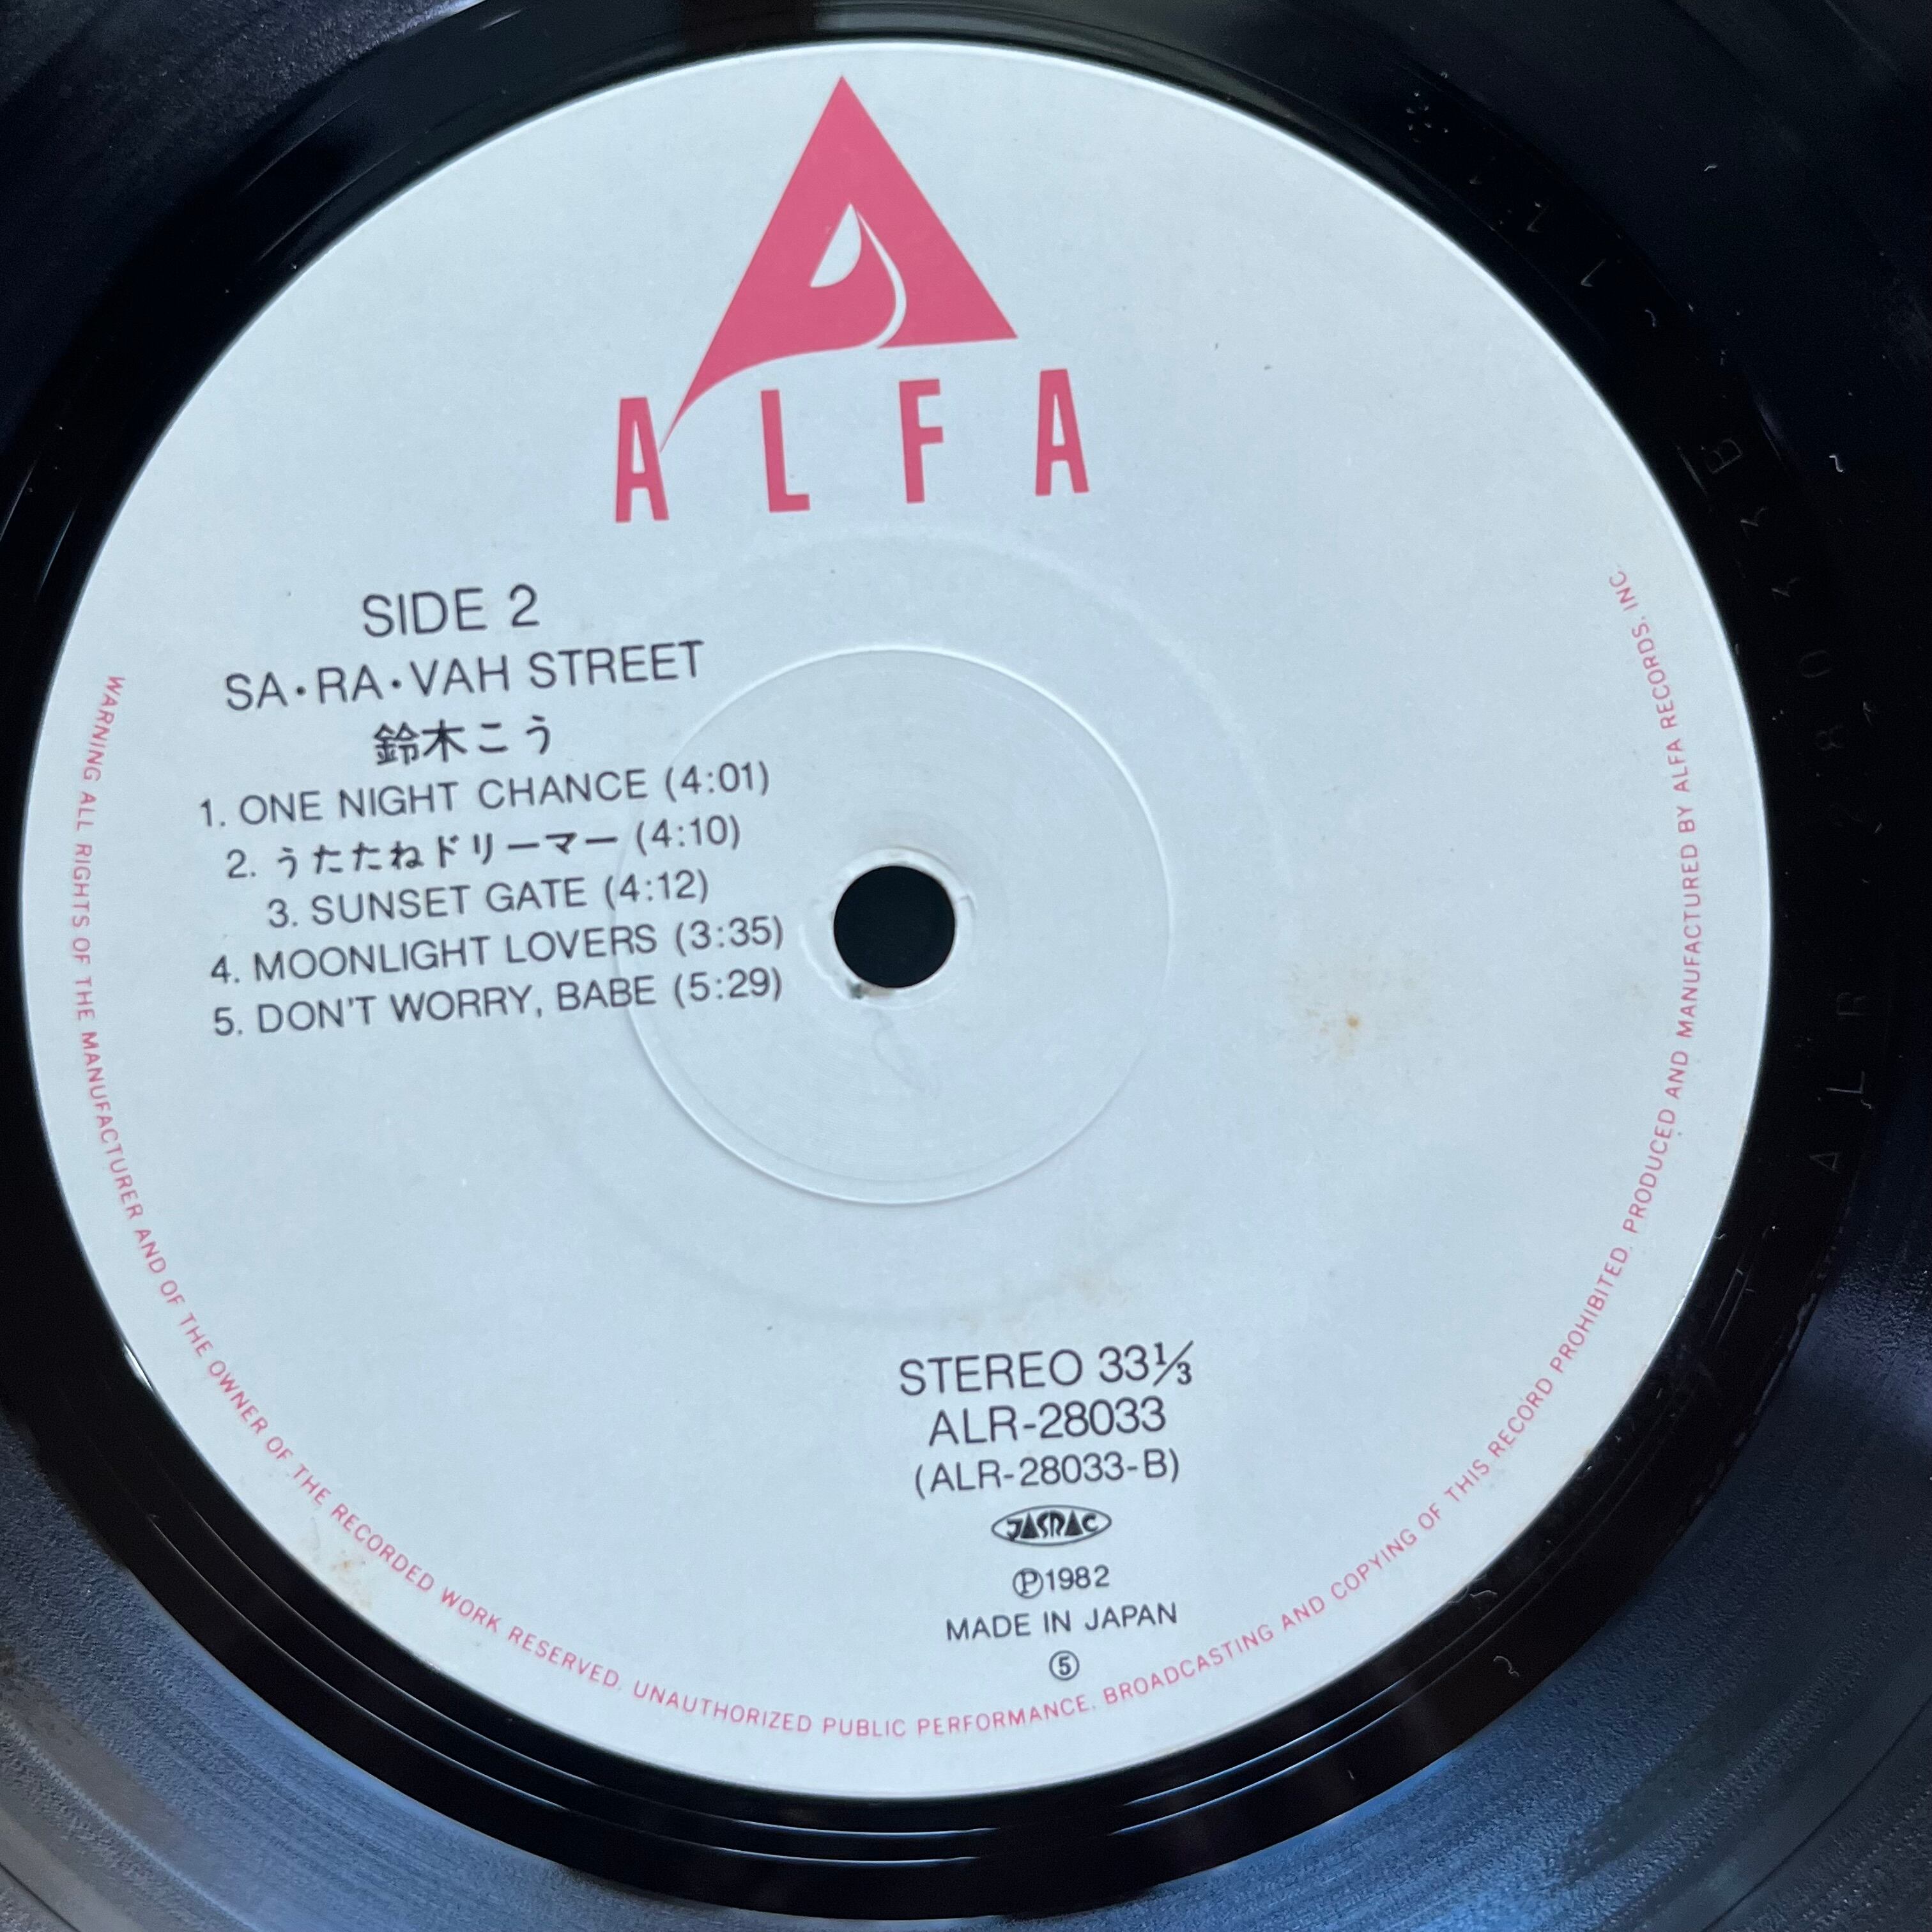 ALFA
SIDE 2
SA・RA・VAH STREET
鈴木こう
1. ONE NIGHT CHANCE (4:01)
2. うたたねドリーマー (4:10)
3. SUNSET GATE (4:12)
4. MOONLIGHT LOVERS (3:35)
5. DON'T WORRY, BABE (5:29)
STEREO 33⅓
ALR-28033
(ALR-28033-B)
JASRAC
℗1982
MADE IN JAPAN
⑤
WARNING ALL RIGHTS OF THE MANUFACTURER AND OF THE OWNER OF THE RECORDED WORK RESERVED. UNAUTHORIZED PUBLIC PERFORMANCE. BROADCASTING AND COPYING OF THIS RECORD PROHIBITED. PRODUCED AND MANUFACTURED BY ALFA RECORDS, INC.